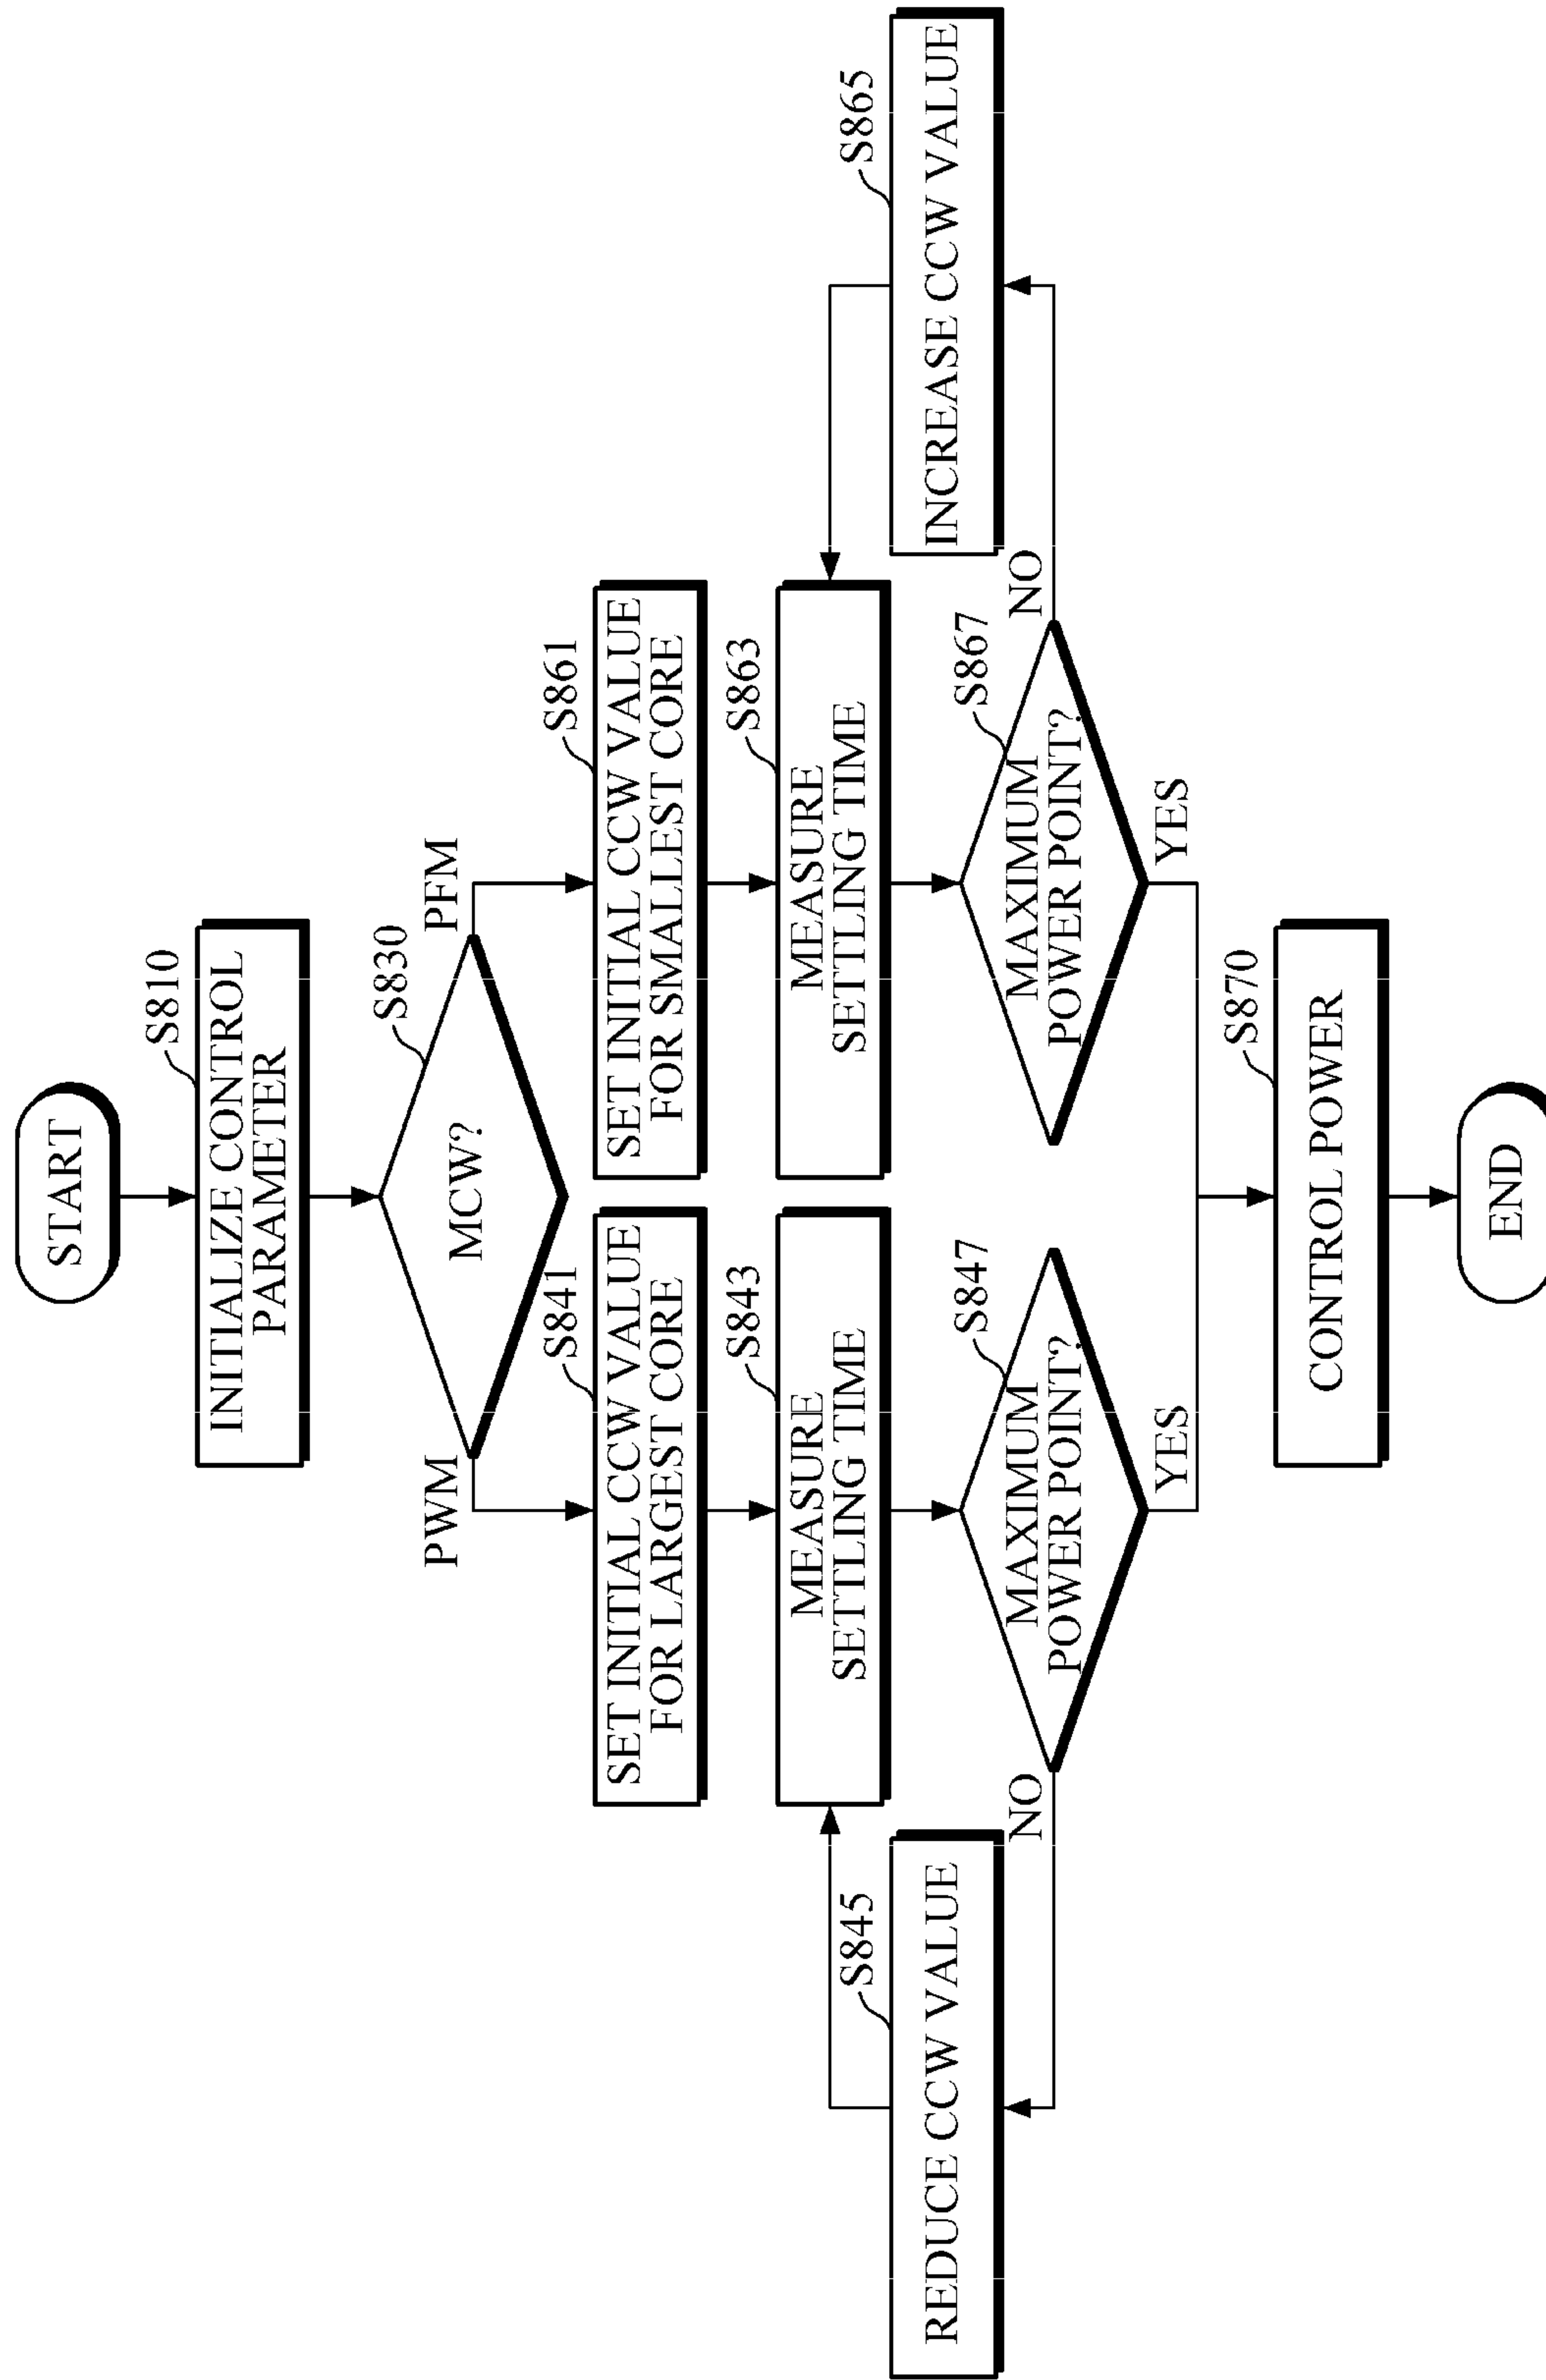 START
S810
INITIALIZE CONTROL
PARAMETER
S830
MCW?
PWM
PFM
S841
SET INITIAL CCW VALUE
FOR LARGEST CORE
S861
SET INITIAL CCW VALUE
FOR SMALLEST CORE
S843
MEASURE
SETTLING TIME
S863
MEASURE
SETTLING TIME
S845
REDUCE CCW VALUE
S865
INCREASE CCW VALUE
S847
MAXIMUM
POWER POINT?
NO
YES
S867
MAXIMUM
POWER POINT?
NO
YES
S870
CONTROL POWER
END